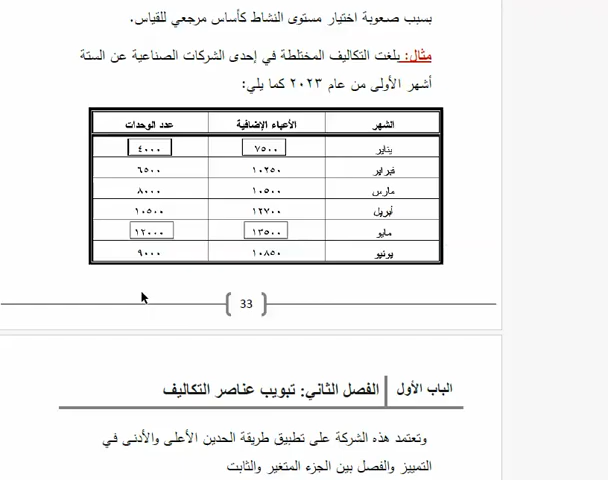 بسبب صعوبة اختيار مستوى النشاط كأساس مرجعي للقياس.
مثال: بلغت التكاليف المختلطة في إحدى الشركات الصناعية عن الستة
أشهر الأولى من عام ٢٠٢٣ كما يلي:
الشهر الأعباء الإضافية عدد الوحدات
يناير ٧٥٠٠ ٤٠٠٠
فبراير ١٠٢٥٠ ٦٥٠٠
مارس ١٠٥٠٠ ٨٠٠٠
أبريل ١٢٧٠٠ ١٠٥٠٠
مايو ١٣٥٠٠ ١٢٠٠٠
يونيو ١٠٨٥٠ ٩٠٠٠
33
الباب الأول الفصل الثاني: تبويب عناصر التكاليف
وتعتمد هذه الشركة على تطبيق طريقة الحدين الأعلى والأدنى في
التمييز والفصل بين الجزء المتغير والثابت